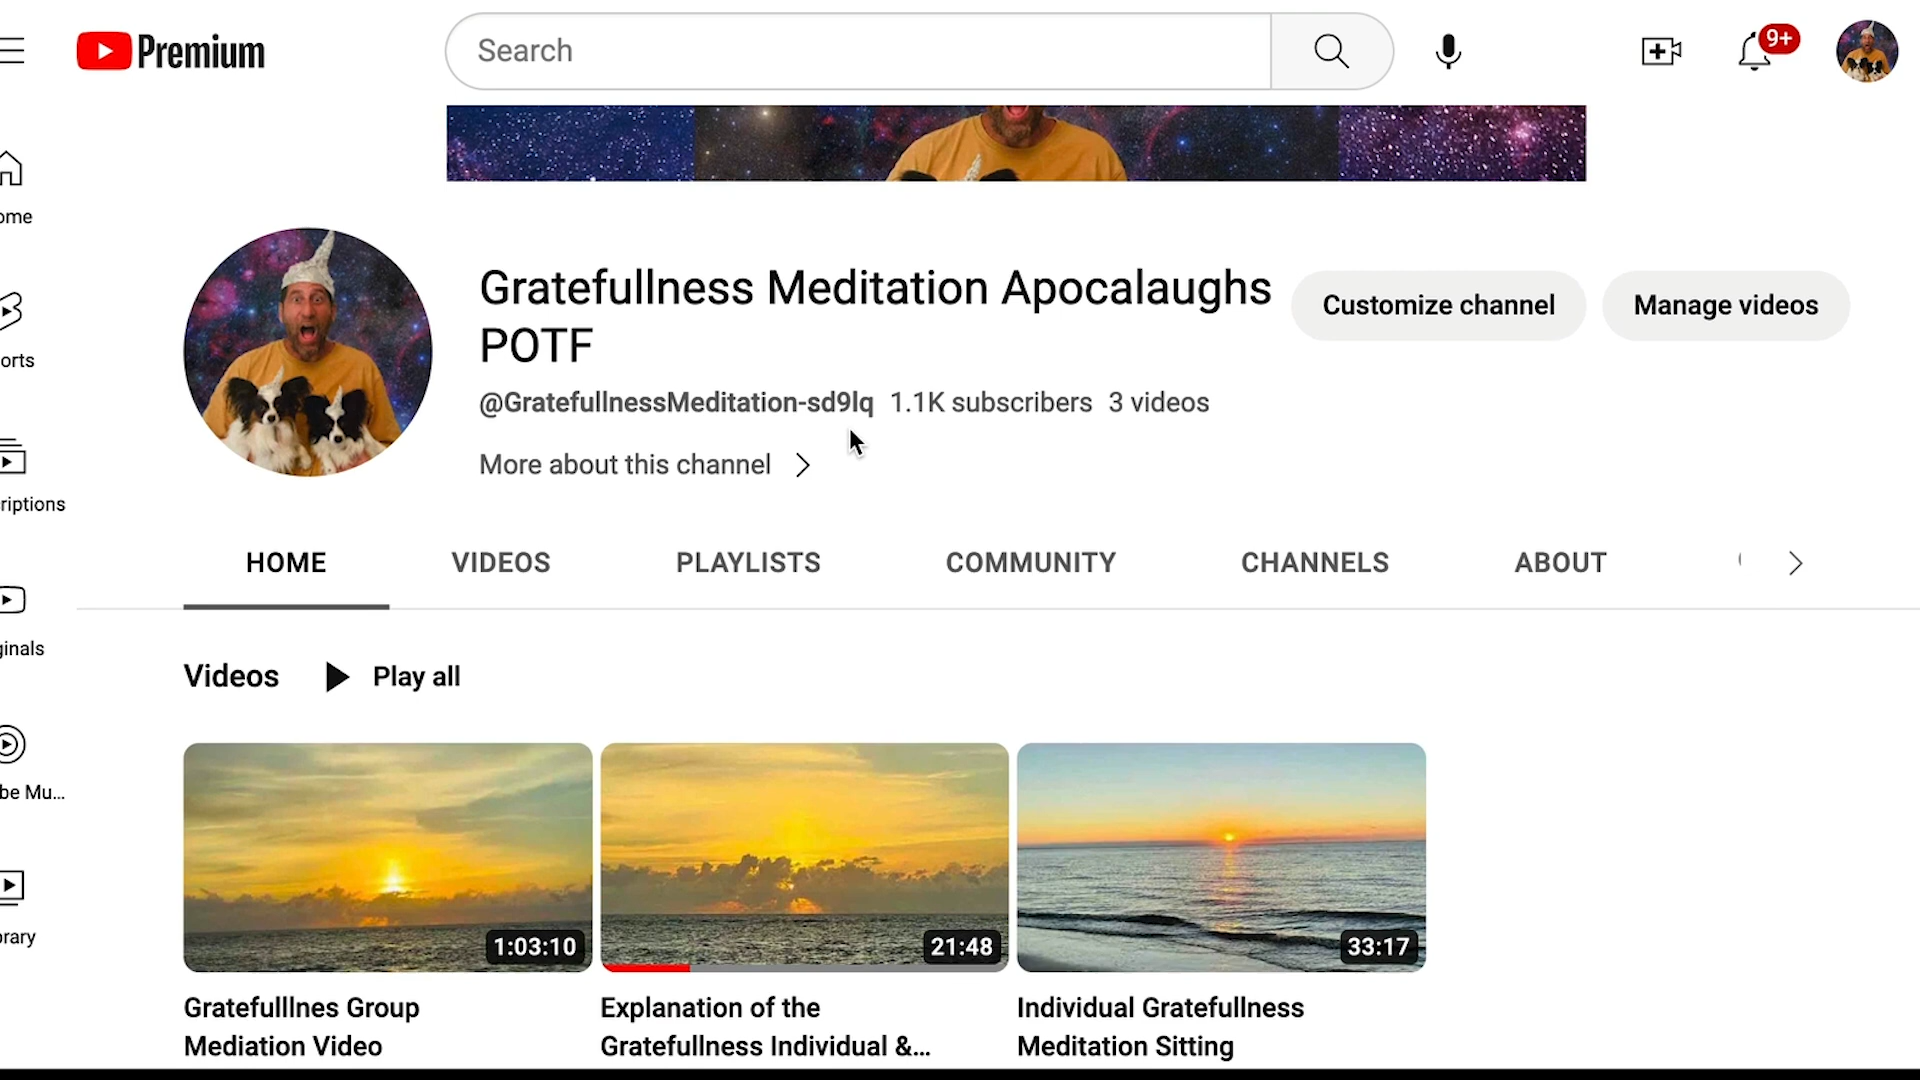 Premium
Search
9+
ome
orts
riptions
ginals
be Mu...
rary
Gratefullness Meditation Apocalaughs
POTF
Customize channel
Manage videos
@GratefullnessMeditation-sd9lq 1.1K subscribers 3 videos
More about this channel
HOME VIDEOS PLAYLISTS COMMUNITY CHANNELS ABOUT
Videos Play all
1:03:10
21:48
33:17
Gratefulllnes Group
Mediation Video
Explanation of the
Gratefullness Individual &...
Individual Gratefullness
Meditation Sitting